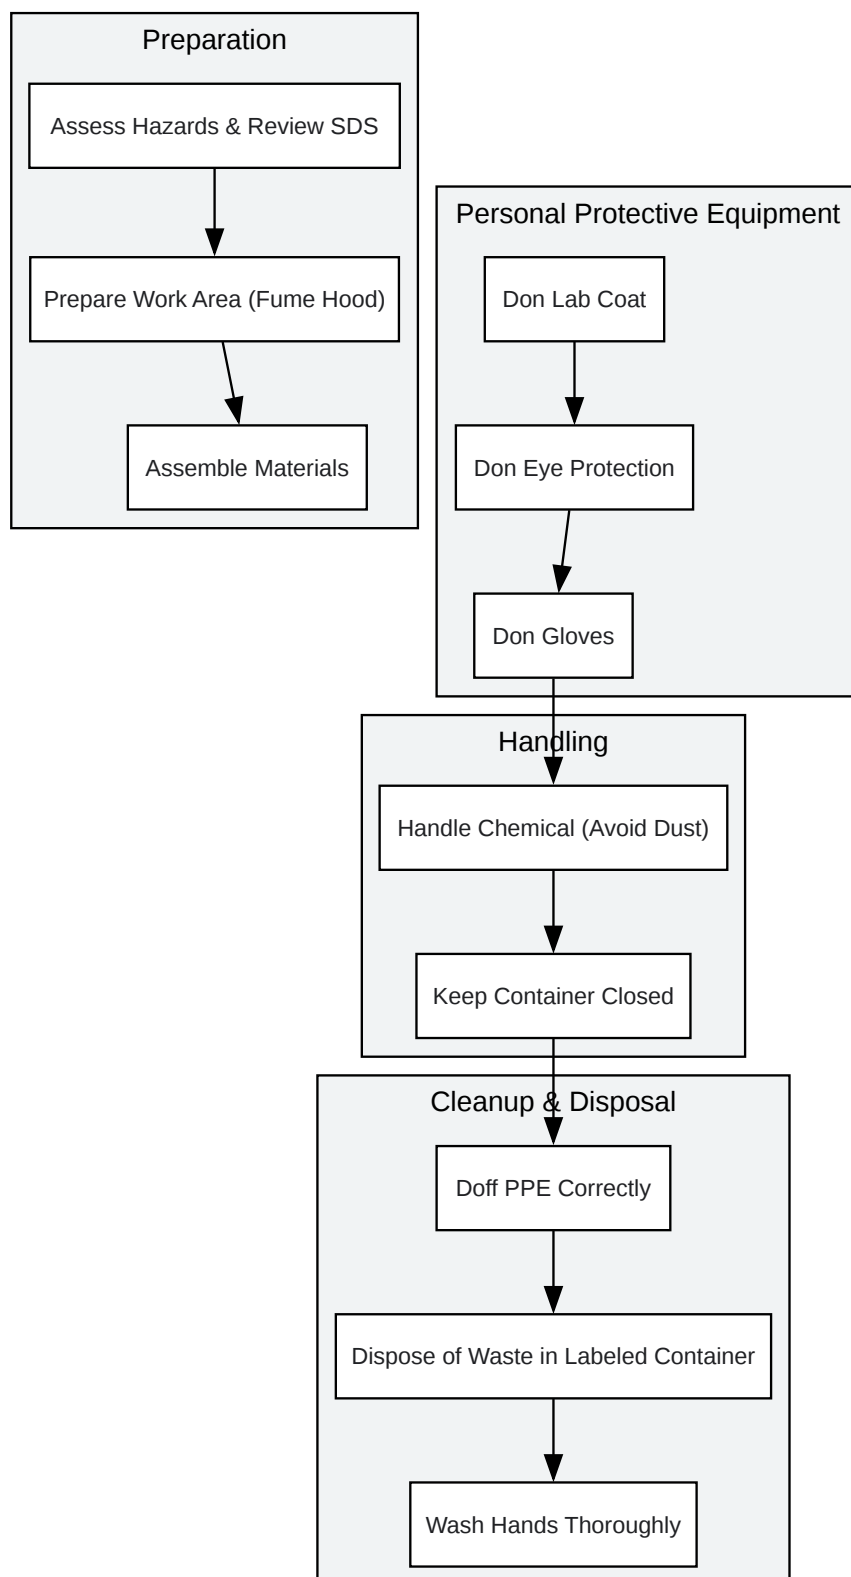 Preparation
Assess Hazards & Review SDS
Prepare Work Area (Fume Hood)
Assemble Materials
Personal Protective Equipment
Don Lab Coat
Don Eye Protection
Don Gloves
Handling
Handle Chemical (Avoid Dust)
Keep Container Closed
Cleanup & Disposal
Doff PPE Correctly
Dispose of Waste in Labeled Container
Wash Hands Thoroughly